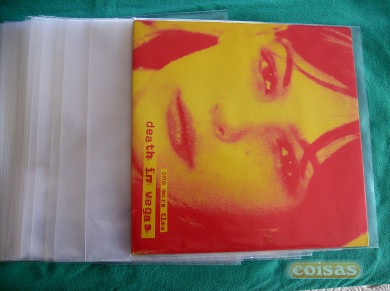 death in vegas
one more time
coisas